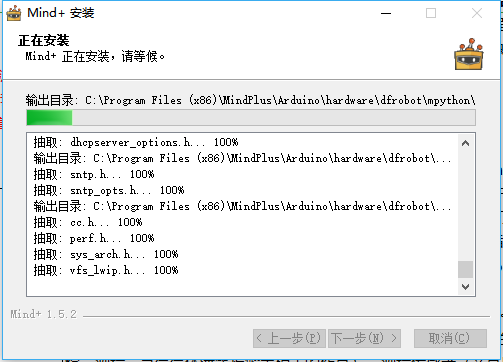 Mind+ 安装
正在安装
Mind+ 正在安装，请等候。
输出目录: C:\Program Files (x86)\MindPlus\Arduino\hardware\dfrobot\mpython\
抽取: dhcpserver_options.h... 100%
输出目录: C:\Program Files (x86)\MindPlus\Arduino\hardware\dfrobot\...
抽取: sntp.h... 100%
抽取: sntp_opts.h... 100%
输出目录: C:\Program Files (x86)\MindPlus\Arduino\hardware\dfrobot\...
抽取: cc.h... 100%
抽取: perf.h... 100%
抽取: sys_arch.h... 100%
抽取: vfs_lwip.h... 100%
Mind+ 1.5.2
< 上一步(P) 下一步(N) > 取消(C)